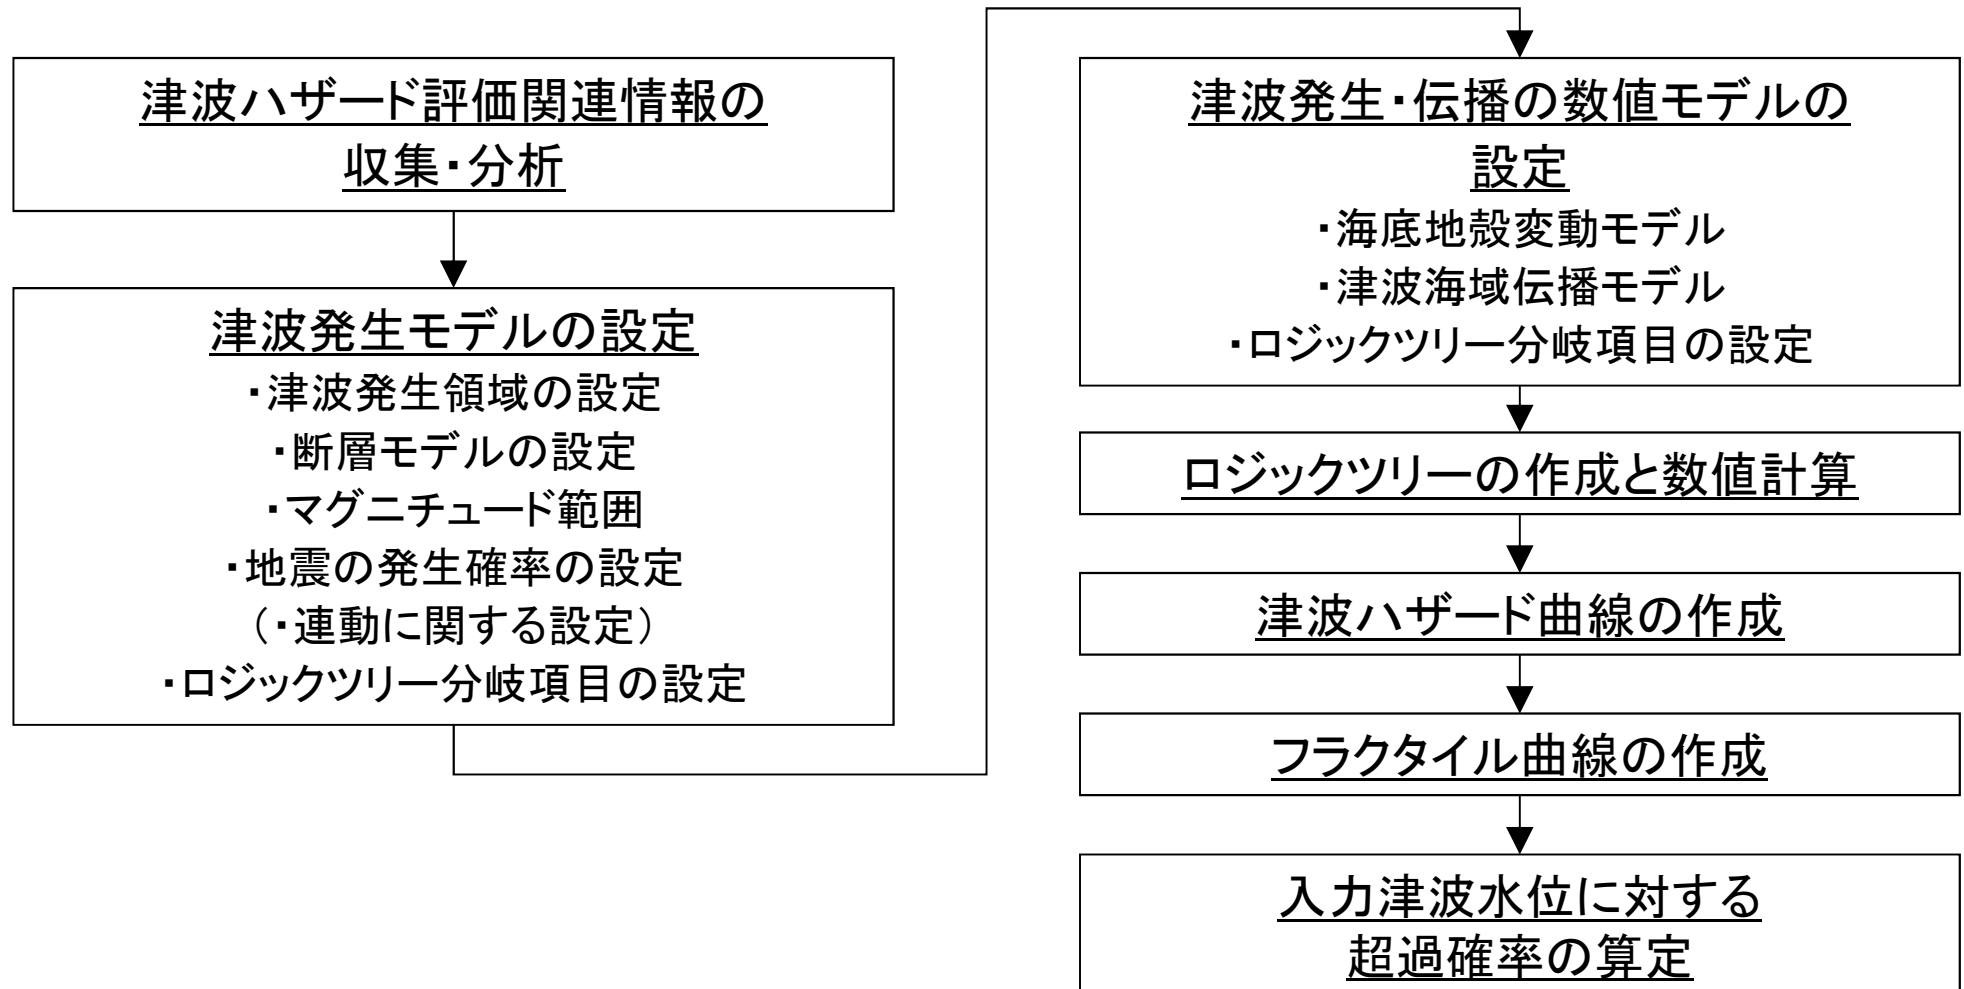 津波ハザード評価関連情報の
収集・分析
津波発生モデルの設定
・津波発生領域の設定
・断層モデルの設定
・マグニチュード範囲
・地震の発生確率の設定
（・連動に関する設定）
・ロジックツリー分岐項目の設定
津波発生・伝播の数値モデルの
設定
・海底地殻変動モデル
・津波海域伝播モデル
・ロジックツリー分岐項目の設定
ロジックツリーの作成と数値計算
津波ハザード曲線の作成
フラクタイル曲線の作成
入力津波水位に対する
超過確率の算定